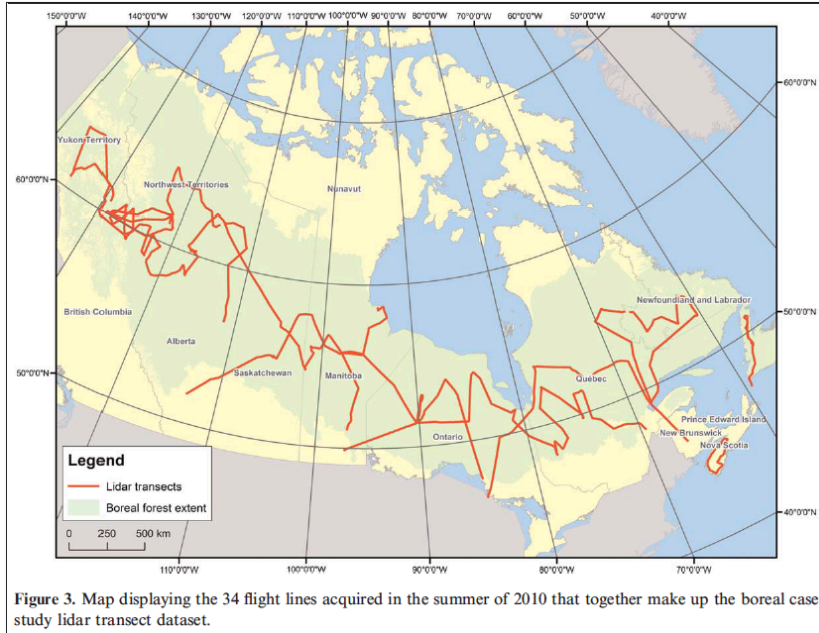 150°0'0"W 140°0'0"W 130°0'0"W 120°0'0"W 110°0'0"W 100°0'0"W 90°0'0"W 80°0'0"W 70°0'0"W 60°0'0"W 50°0'0"W 40°0'0"W
60°0'0"N
Yukon Territory
60°0'0"N
Northwest Territories
Nunavut
Newfoundland and Labrador
50°0'0"N
British Columbia
Alberta
50°0'0"N
Saskatchewan
Manitoba
Québec
Prince Edward Island
New Brunswick
Nova Scotia
Ontario
Legend
Lidar transects
Boreal forest extent
0 250 500 km
40°0'0"N
110°0'0"W 100°0'0"W 90°0'0"W 80°0'0"W 70°0'0"W
Figure 3. Map displaying the 34 flight lines acquired in the summer of 2010 that together make up the boreal case
study lidar transect dataset.